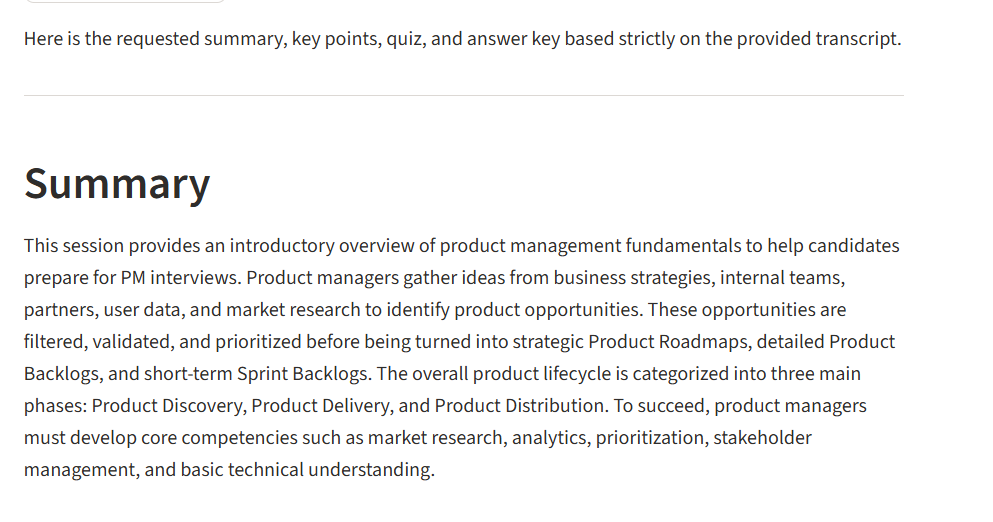 Here is the requested summary, key points, quiz, and answer key based strictly on the provided transcript.
Summary
This session provides an introductory overview of product management fundamentals to help candidates
prepare for PM interviews. Product managers gather ideas from business strategies, internal teams,
partners, user data, and market research to identify product opportunities. These opportunities are
filtered, validated, and prioritized before being turned into strategic Product Roadmaps, detailed Product
Backlogs, and short-term Sprint Backlogs. The overall product lifecycle is categorized into three main
phases: Product Discovery, Product Delivery, and Product Distribution. To succeed, product managers
must develop core competencies such as market research, analytics, prioritization, stakeholder
management, and basic technical understanding.